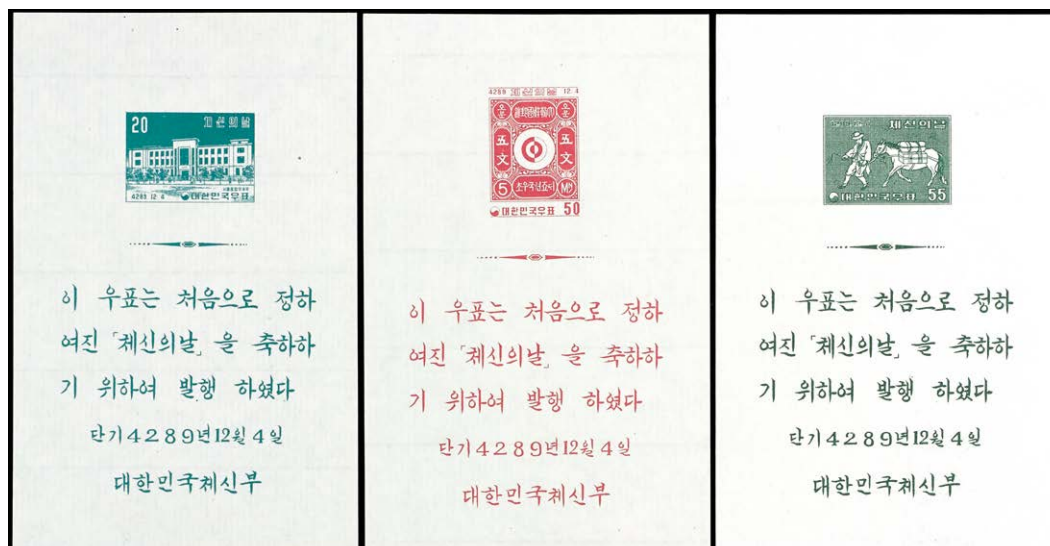 20 체신의날
4289.12.4 대한민국우표
이 우표는 처음으로 정하
여진 「체신의날」 을 축하하
기 위하여 발행 하였다
단기4289년12월4일
대한민국체신부
4289 체신의날 12.4
五文 五文
5
대한민국우표 50
이 우표는 처음으로 정하
여진 「체신의날」 을 축하하
기 위하여 발행 하였다
단기4289년12월4일
대한민국체신부
체신의날
대한민국우표 55
이 우표는 처음으로 정하
여진 「체신의날」 을 축하하
기 위하여 발행 하였다
단기4289년12월4일
대한민국체신부